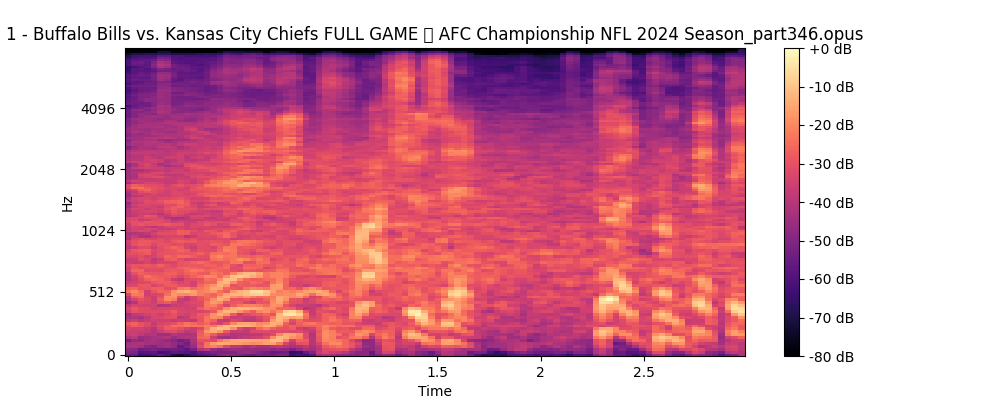 1 - Buffalo Bills vs. Kansas City Chiefs FULL GAME ▯ AFC Championship NFL 2024 Season_part346.opus
+0 dB
-10 dB
-20 dB
-30 dB
-40 dB
-50 dB
-60 dB
-70 dB
-80 dB
4096
2048
1024
512
0
Hz
0
0.5
1
1.5
2
2.5
Time